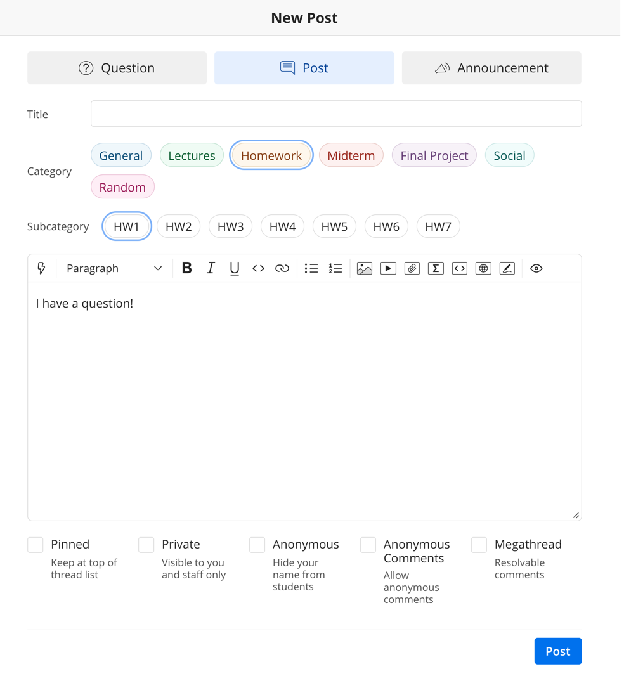 New Post
Question Post Announcement
Title
Category General Lectures Homework Midterm Final Project Social
Random
Subcategory HW1 HW2 HW3 HW4 HW5 HW6 HW7
Paragraph B I U
I have a question!
Pinned
Keep at top of
thread list
Private
Visible to you
and staff only
Anonymous
Hide your
name from
students
Anonymous
Comments
Allow
anonymous
comments
Megathread
Resolvable
comments
Post